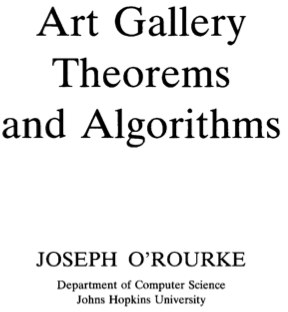 Art Gallery
Theorems
and Algorithms
JOSEPH O'ROURKE
Department of Computer Science
Johns Hopkins University